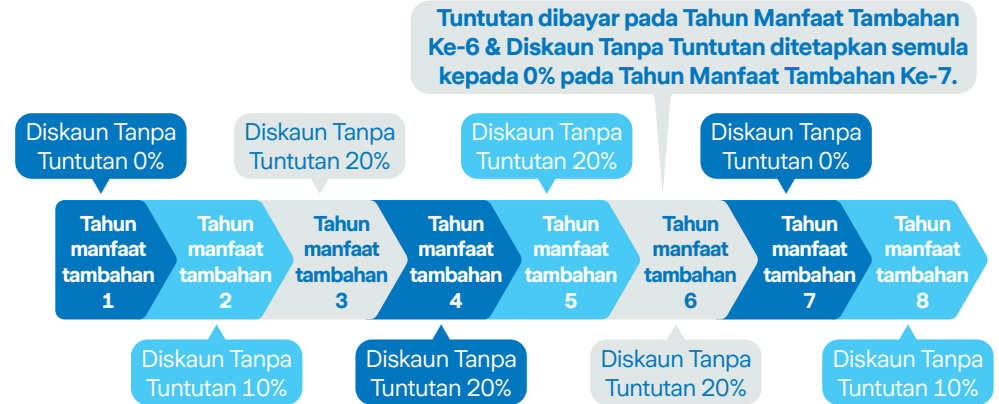 Tuntutan dibayar pada Tahun Manfaat Tambahan
Ke-6 & Diskaun Tanpa Tuntutan ditetapkan semula
kepada 0% pada Tahun Manfaat Tambahan Ke-7.
Diskaun Tanpa
Tuntutan 0%
Diskaun Tanpa
Tuntutan 20%
Diskaun Tanpa
Tuntutan 20%
Diskaun Tanpa
Tuntutan 0%
Tahun
manfaat
tambahan
1
Tahun
manfaat
tambahan
2
Tahun
manfaat
tambahan
3
Tahun
manfaat
tambahan
4
Tahun
manfaat
tambahan
5
Tahun
manfaat
tambahan
6
Tahun
manfaat
tambahan
7
Tahun
manfaat
tambahan
8
Diskaun Tanpa
Tuntutan 10%
Diskaun Tanpa
Tuntutan 20%
Diskaun Tanpa
Tuntutan 20%
Diskaun Tanpa
Tuntutan 10%